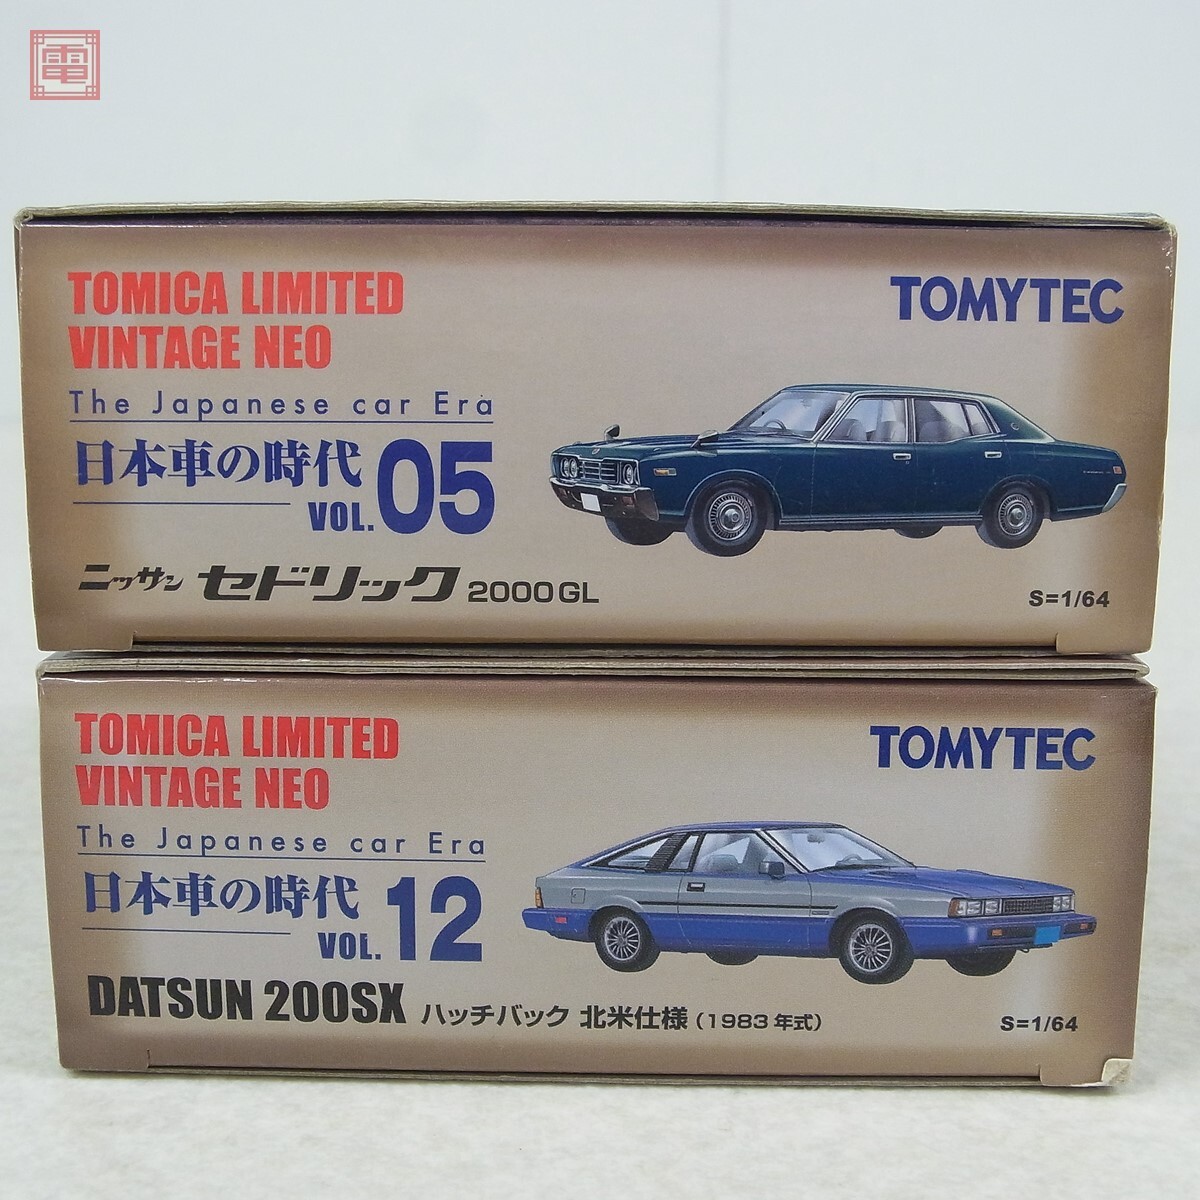 電
TOMICA LIMITED
VINTAGE NEO
TOMYTEC
The Japanese car Era
日本車の時代
VOL. 05
ニッサン セドリック 2000GL
S=1/64
TOMICA LIMITED
VINTAGE NEO
TOMYTEC
The Japanese car Era
日本車の時代
VOL. 12
DATSUN 200SX ハッチバック 北米仕様 (1983年式)
S=1/64